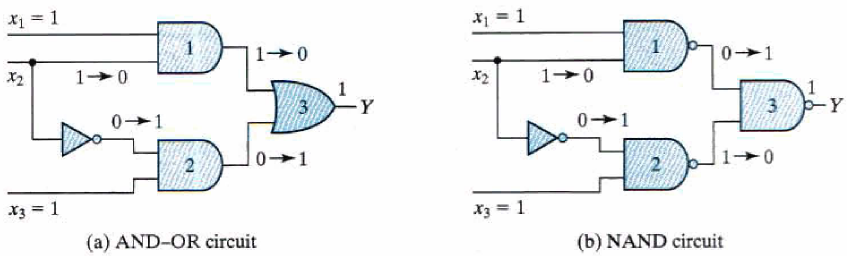 x₁ = 1
x₂
1→0
1
1→0
0→1
2
0→1
3
1
Y
x₃ = 1
(a) AND–OR circuit
x₁ = 1
x₂
1→0
1
0→1
0→1
2
1→0
3
1
Y
x₃ = 1
(b) NAND circuit